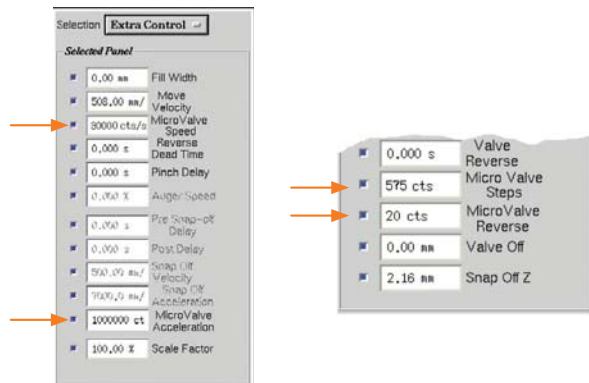 Selection Extra Control
Selected Panel
0.00 mm Fill Width
508.00 mm/ Move
Velocity
30000 cts/s MicroValve
Speed
0.000 s Reverse
Dead Time
0.000 s Pinch Delay
0.000 % Auger Speed
0.000 s Pre Snap-off
Delay
0.000 s Post Delay
500.00 mm/ Snap Off
Velocity
7000.0 mm/ Snap Off
Acceleration
1000000 ct MicroValve
Acceleration
100.00 % Scale Factor
0.000 s Valve
Reverse
575 cts Micro Valve
Steps
20 cts MicroValve
Reverse
0.00 mm Valve Off
2.16 mm Snap Off Z